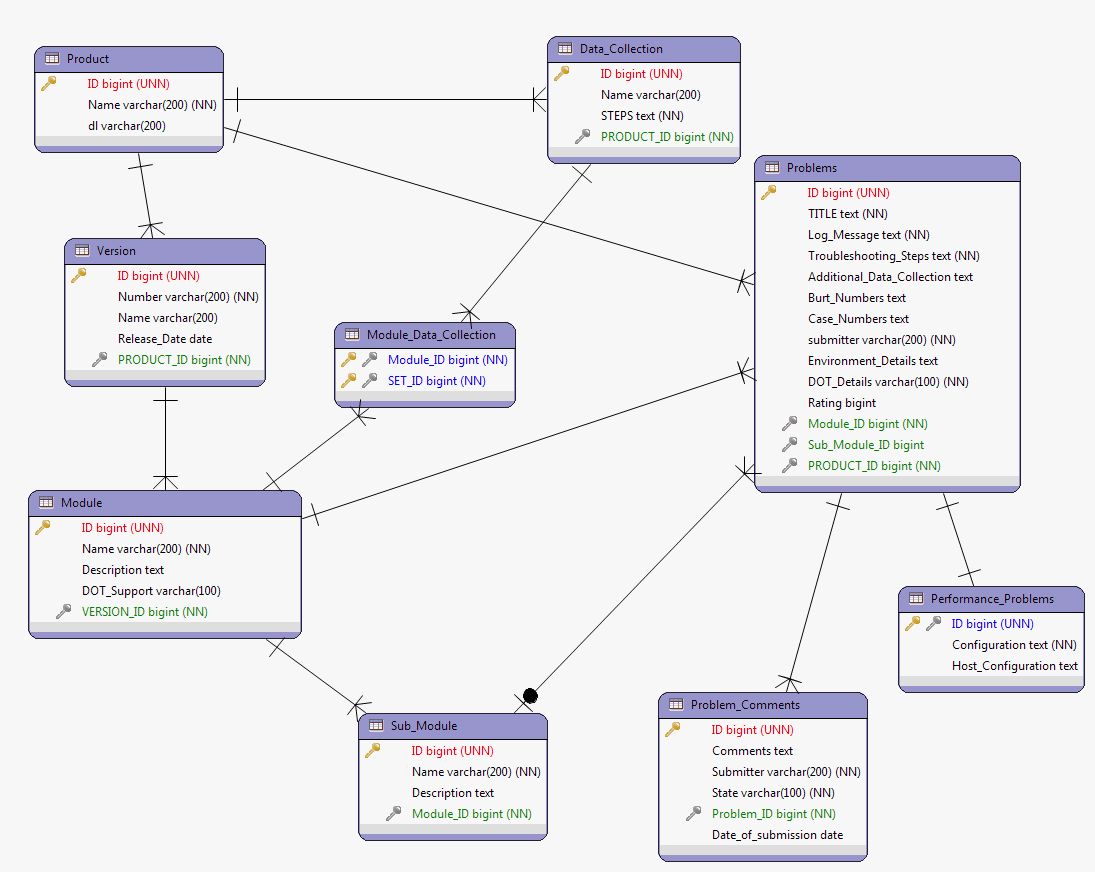 Product
ID bigint (UNN)
Name varchar(200) (NN)
dl varchar(200)
Data_Collection
ID bigint (UNN)
Name varchar(200)
STEPS text (NN)
PRODUCT_ID bigint (NN)
Problems
ID bigint (UNN)
TITLE text (NN)
Log_Message text (NN)
Troubleshooting_Steps text (NN)
Additional_Data_Collection text
Burt_Numbers text
Case_Numbers text
submitter varchar(200) (NN)
Environment_Details text
DOT_Details varchar(100) (NN)
Rating bigint
Module_ID bigint (NN)
Sub_Module_ID bigint
PRODUCT_ID bigint (NN)
Version
ID bigint (UNN)
Number varchar(200) (NN)
Name varchar(200)
Release_Date date
PRODUCT_ID bigint (NN)
Module_Data_Collection
Module_ID bigint (NN)
SET_ID bigint (NN)
Module
ID bigint (UNN)
Name varchar(200) (NN)
Description text
DOT_Support varchar(100)
VERSION_ID bigint (NN)
Performance_Problems
ID bigint (UNN)
Configuration text (NN)
Host_Configuration text
Sub_Module
ID bigint (UNN)
Name varchar(200) (NN)
Description text
Module_ID bigint (NN)
Problem_Comments
ID bigint (UNN)
Comments text
Submitter varchar(200) (NN)
State varchar(100) (NN)
Problem_ID bigint (NN)
Date_of_submission date